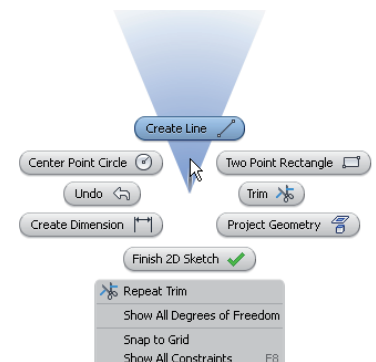 Create Line
Center Point Circle
Two Point Rectangle
Undo
Trim
Create Dimension
Project Geometry
Finish 2D Sketch
Repeat Trim
Show All Degrees of Freedom
Snap to Grid
Show All Constraints F8